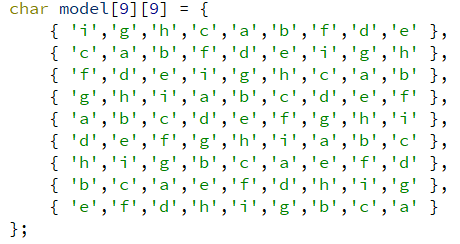 char model[9][9] = {
    { 'i','g','h','c','a','b','f','d','e' },
    { 'c','a','b','f','d','e','i','g','h' },
    { 'f','d','e','i','g','h','c','a','b' },
    { 'g','h','i','a','b','c','d','e','f' },
    { 'a','b','c','d','e','f','g','h','i' },
    { 'd','e','f','g','h','i','a','b','c' },
    { 'h','i','g','b','c','a','e','f','d' },
    { 'b','c','a','e','f','d','h','i','g' },
    { 'e','f','d','h','i','g','b','c','a' }
};